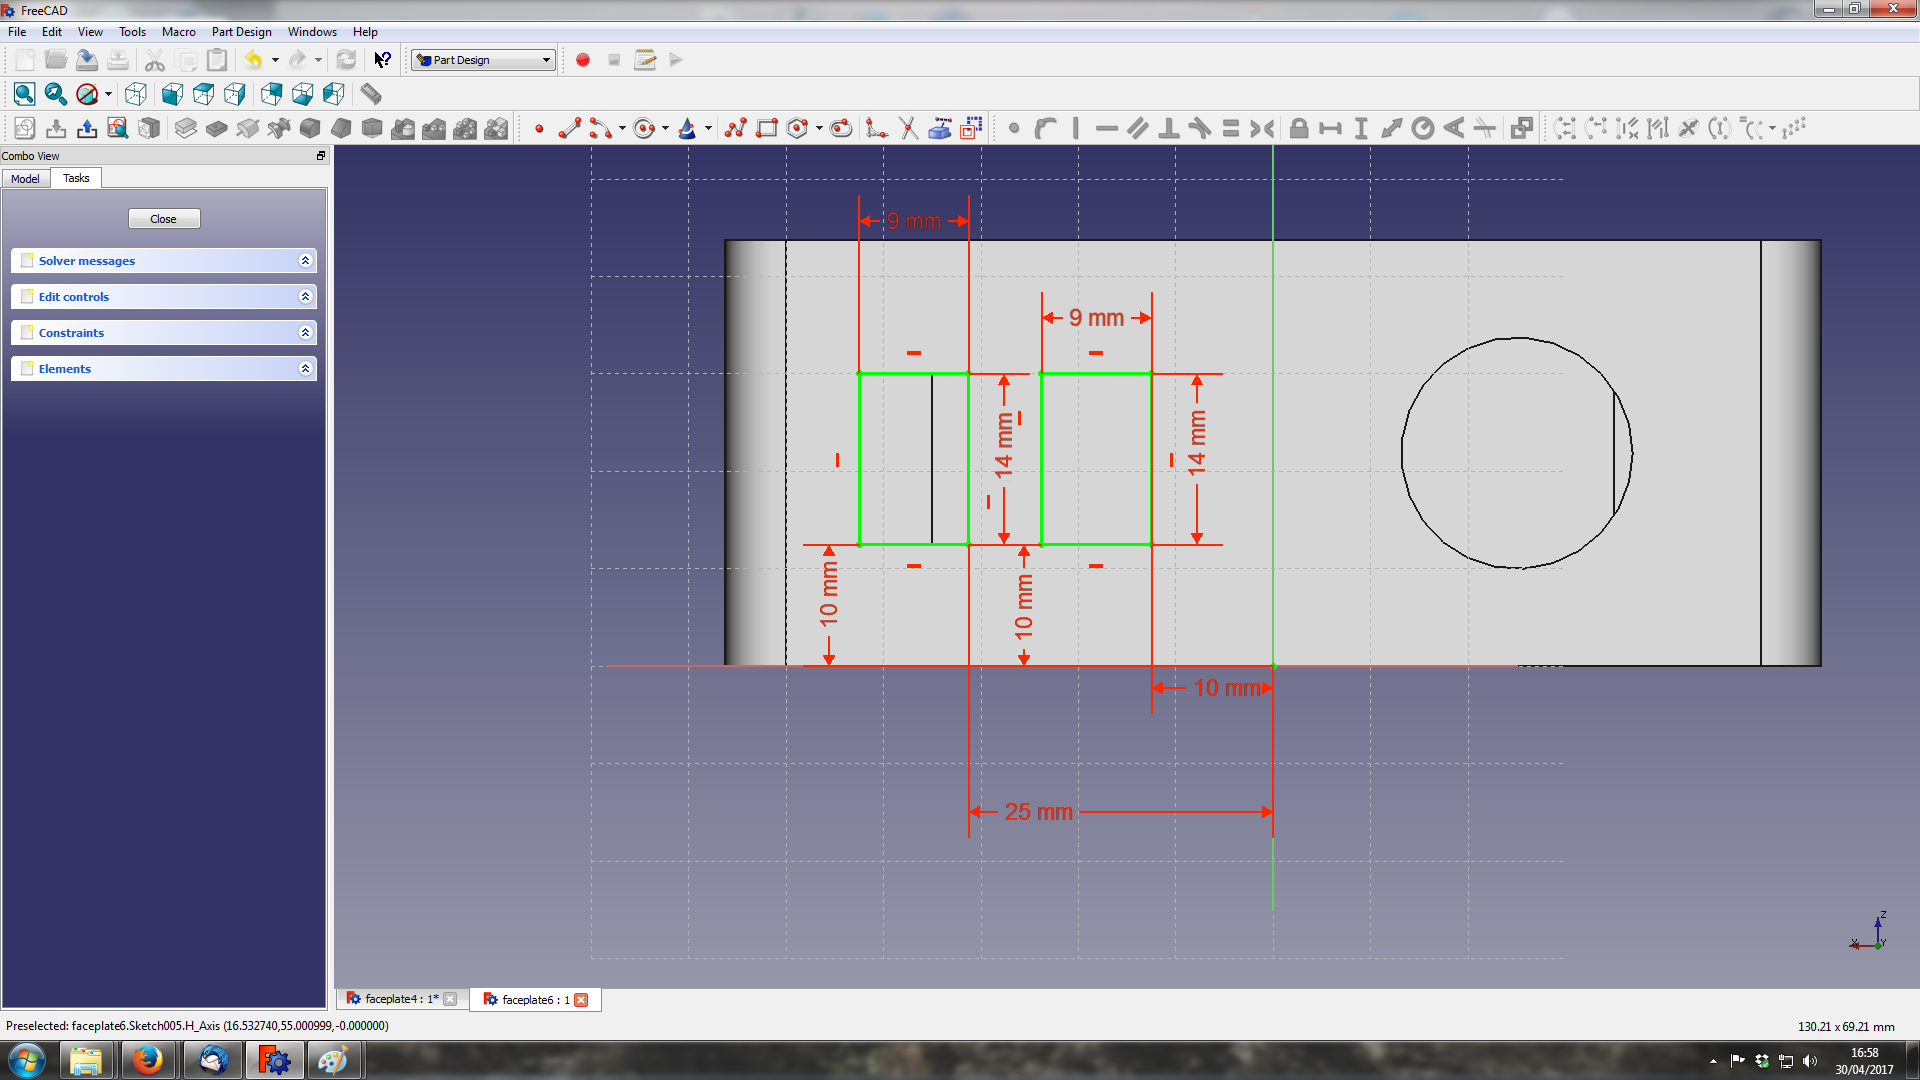 FreeCAD
File Edit View Tools Macro Part Design Windows Help
Part Design
Combo View
Model Tasks
Close
Solver messages
Edit controls
Constraints
Elements
9 mm
9 mm
14 mm
14 mm
10 mm
10 mm
10 mm
25 mm
Z
X
Y
faceplate4 : 1*
faceplate6 : 1
Preselected: faceplate6.Sketch005.H_Axis (16.532740,55.000999,-0.000000)
130.21 x 69.21 mm
16:58
30/04/2017